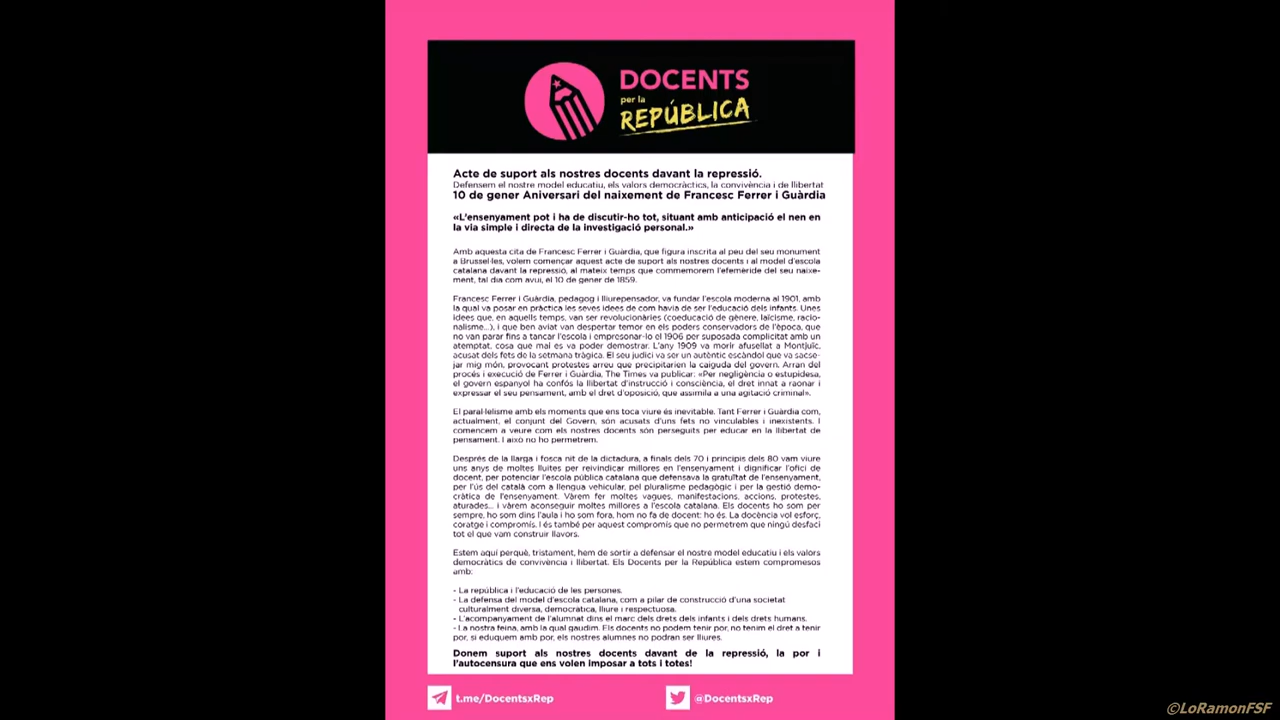 DOCENTS
per la
REPÚBLICA
Acte de suport als nostres docents davant la repressió.
Defensem el nostre model educatiu, els valors democràctics, la convivència i de llibertat
10 de gener Aniversari del naixement de Francesc Ferrer i Guàrdia
«L'ensenyament pot i ha de discutir-ho tot, situant amb anticipació el nen en
la via simple i directa de la investigació personal.»
Amb aquesta cita de Francesc Ferrer i Guàrdia, que figura inscrita al peu del seu monument
a Brussel·les, volem començar aquest acte de suport als nostres docents i al model d'escola
catalana davant la repressió, al mateix temps que commemorem l'efemèride del seu naixe-
ment, tal dia com avui, el 10 de gener de 1859.
Francesc Ferrer i Guàrdia, pedagog i lliurepensador, va fundar l'escola moderna al 1901, amb
la qual va posar en pràctica les seves idees de com havia de ser l'educació dels infants. Unes
idees que, en aquells temps, van ser revolucionàries (coeducació de gènere, laïcisme, racio-
nalisme...), i que ben aviat van despertar temor en els poders conservadors de l'època, que
no van parar fins a tancar l'escola i empresonar-lo el 1906 per suposada complicitat amb un
atemptat, cosa que mai es va poder demostrar. L'any 1909 va morir afusellat a Montjuïc,
acusat dels fets de la setmana tràgica. El seu judici va ser un autèntic escàndol que va sacse-
jar mig món, provocant protestes arreu que precipitarien la caiguda del govern. Arran del
procés i execució de Ferrer i Guàrdia, The Times va publicar: «Per negligència o estupidesa,
el govern espanyol ha confós la llibertat d'instrucció i consciència, el dret innat a raonar i
expressar el seu pensament, amb el dret d'oposició, que assimila a una agitació criminal».
El paral·lelisme amb els moments que ens toca viure és inevitable. Tant Ferrer i Guàrdia com,
actualment, el conjunt del Govern, són acusats d'uns fets no vinculables i inexistents. I
comencem a veure com els nostres docents són perseguits per educar en la llibertat de
pensament. I això no ho permetrem.
Després de la llarga i fosca nit de la dictadura, a finals dels 70 i principis dels 80 vam viure
uns anys de moltes lluites per reivindicar millores en l'ensenyament i dignificar l'ofici de
docent, per potenciar l'escola pública catalana que defensava la gratuïtat de l'ensenyament,
per l'ús del català com a llengua vehicular, pel pluralisme pedagògic i per la gestió demo-
cràtica de l'ensenyament. Vàrem fer moltes vagues, manifestacions, accions, protestes,
aturades... i vàrem aconseguir moltes millores a l'escola catalana. Els docents ho som per
sempre, ho som dins l'aula i ho som fora, hom no fa de docent: ho és. La docència vol esforç,
coratge i compromís. I és també per aquest compromís que no permetrem que ningú desfaci
tot el que vam construir llavors.
Estem aquí perquè, tristament, hem de sortir a defensar el nostre model educatiu i els valors
democràtics de convivència i llibertat. Els Docents per la República estem compromesos
amb:
- La república i l'educació de les persones.
- La defensa del model d'escola catalana, com a pilar de construcció d'una societat
culturalment diversa, democràtica, lliure i respectuosa.
- L'acompanyament de l'alumnat dins el marc dels drets dels infants i dels drets humans.
- La nostra feina, amb la qual gaudim. Els docents no podem tenir por, no tenim el dret a tenir
por, si eduquem amb por, els nostres alumnes no podran ser lliures.
Donem suport als nostres docents davant de la repressió, la por i
l'autocensura que ens volen imposar a tots i totes!
t.me/DocentsxRep
@DocentsxRep
©LoRamonFSF